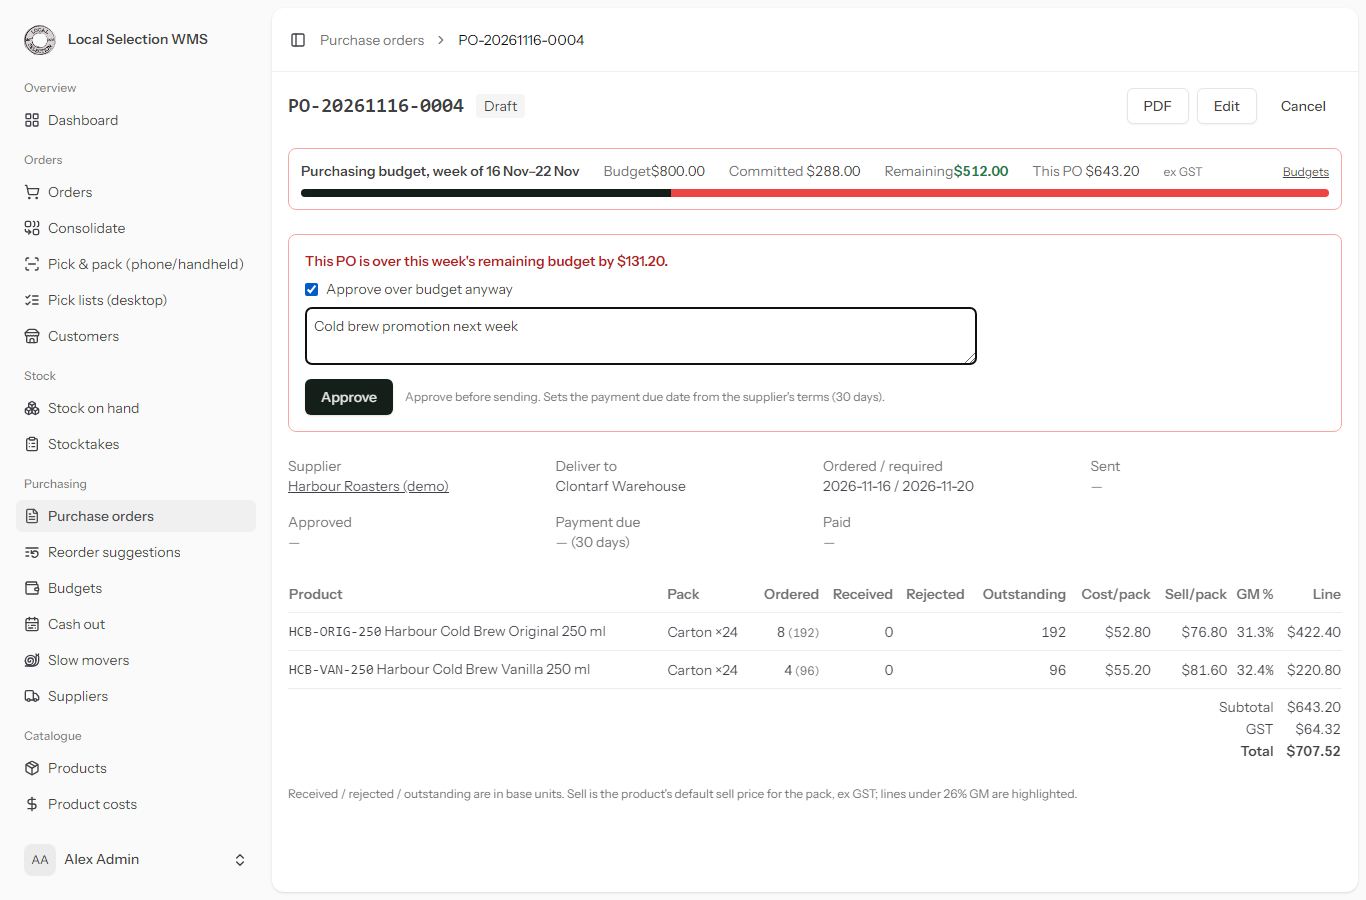 Local Selection WMS
Overview
Dashboard
Orders
Orders
Consolidate
Pick & pack (phone/handheld)
Pick lists (desktop)
Customers
Stock
Stock on hand
Stocktakes
Purchasing
Purchase orders
Reorder suggestions
Budgets
Cash out
Slow movers
Suppliers
Catalogue
Products
Product costs
AA Alex Admin
Purchase orders > PO-20261116-0004
PO-20261116-0004 Draft PDF Edit Cancel
Purchasing budget, week of 16 Nov–22 Nov Budget$800.00 Committed $288.00 Remaining$512.00 This PO $643.20 ex GST Budgets
This PO is over this week's remaining budget by $131.20.
Approve over budget anyway
Cold brew promotion next week
Approve Approve before sending. Sets the payment due date from the supplier's terms (30 days).
Supplier Deliver to Ordered / required Sent
Harbour Roasters (demo) Clontarf Warehouse 2026-11-16 / 2026-11-20 —
Approved Payment due Paid
— — (30 days) —
Product Pack Ordered Received Rejected Outstanding Cost/pack Sell/pack GM % Line
HCB-ORIG-250 Harbour Cold Brew Original 250 ml Carton ×24 8 (192) 0 192 $52.80 $76.80 31.3% $422.40
HCB-VAN-250 Harbour Cold Brew Vanilla 250 ml Carton ×24 4 (96) 0 96 $55.20 $81.60 32.4% $220.80
Subtotal $643.20
GST $64.32
Total $707.52
Received / rejected / outstanding are in base units. Sell is the product's default sell price for the pack, ex GST; lines under 26% GM are highlighted.